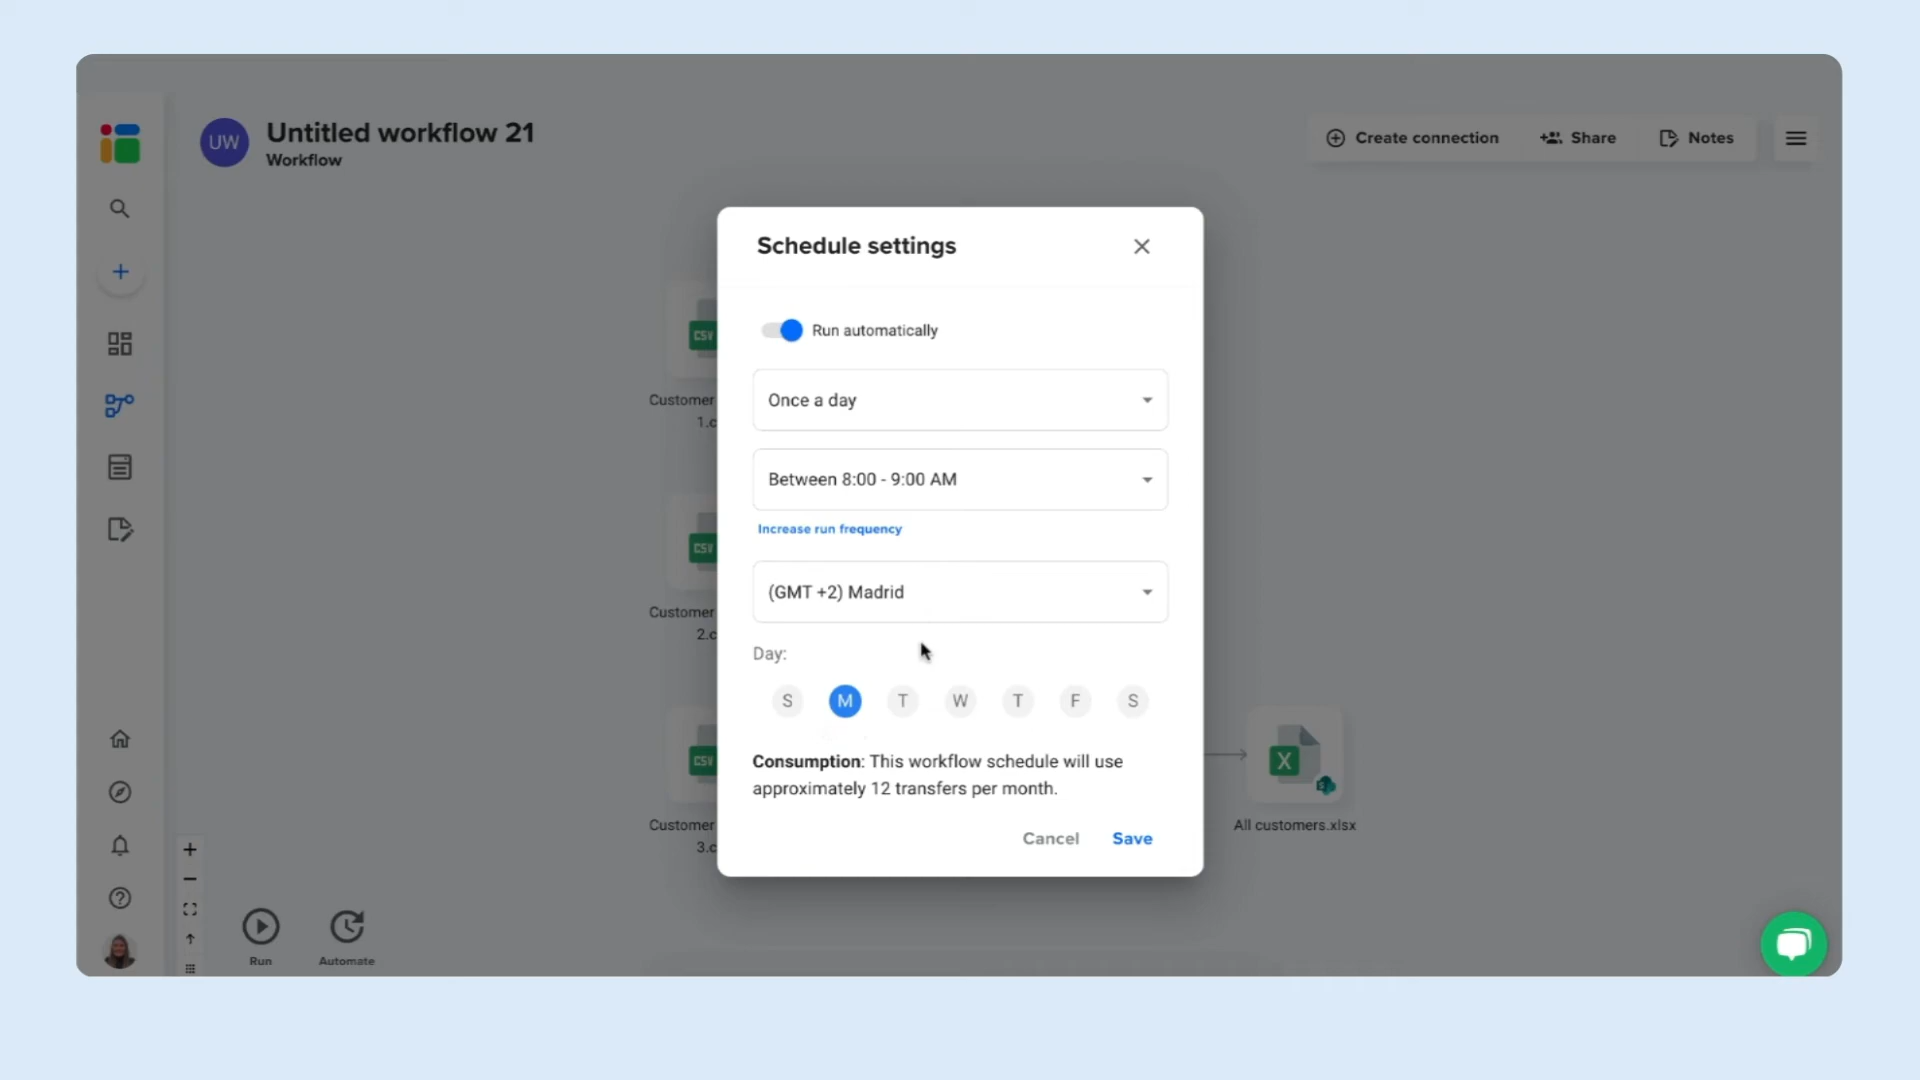 UW
Untitled workflow 21
Workflow
Create connection
Share
Notes
Schedule settings
Run automatically
Once a day
Between 8:00 - 9:00 AM
Increase run frequency
(GMT +2) Madrid
Day:
S M T W T F S
Consumption: This workflow schedule will use
approximately 12 transfers per month.
Cancel
Save
CSV
Customer
1.c
CSV
Customer
2.c
CSV
Customer
3.c
X
All customers.xlsx
Run
Automate